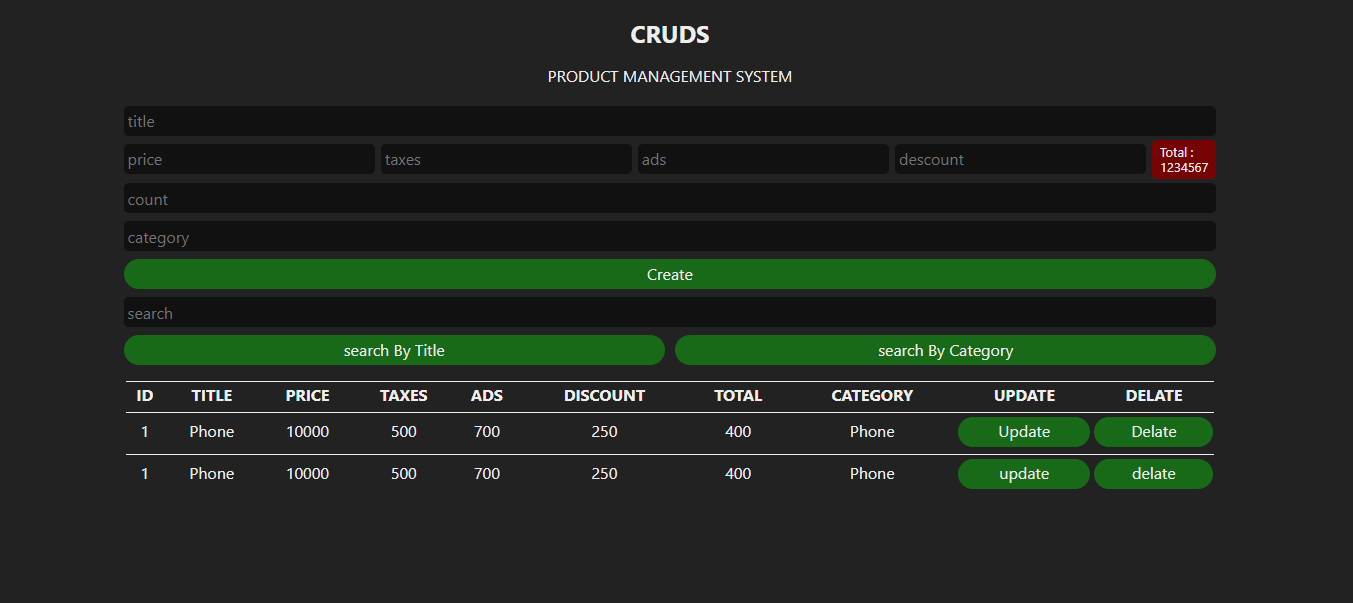 CRUDS
PRODUCT MANAGEMENT SYSTEM
title
price taxes ads descount Total :
1234567
count
category
Create
search
search By Title search By Category
ID TITLE PRICE TAXES ADS DISCOUNT TOTAL CATEGORY UPDATE DELATE
1 Phone 10000 500 700 250 400 Phone Update Delate
1 Phone 10000 500 700 250 400 Phone update delate